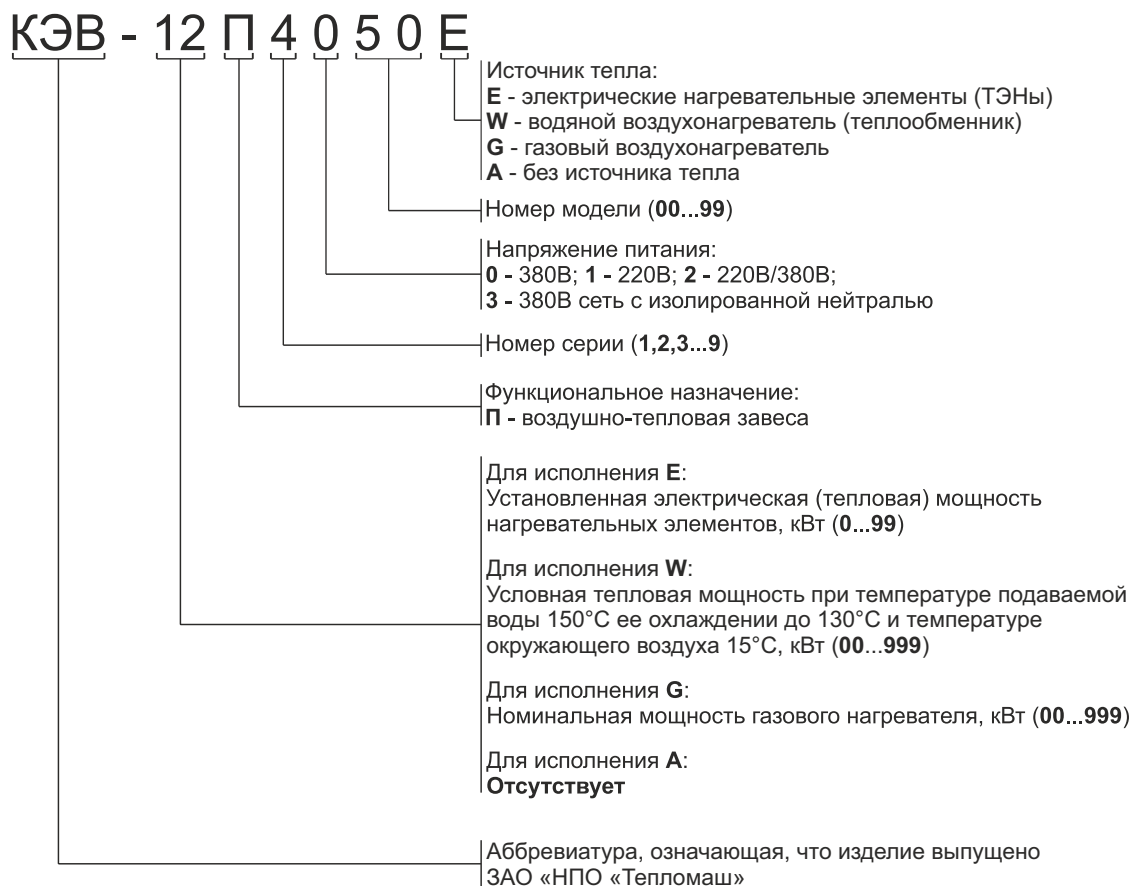 КЭВ - 12 П 4 0 5 0 Е
Источник тепла:
Е - электрические нагревательные элементы (ТЭНы)
W - водяной воздухонагреватель (теплообменник)
G - газовый воздухонагреватель
А - без источника тепла
Номер модели (00...99)
Напряжение питания:
0 - 380В; 1 - 220В; 2 - 220В/380В;
3 - 380В сеть с изолированной нейтралью
Номер серии (1,2,3...9)
Функциональное назначение:
П - воздушно-тепловая завеса
Для исполнения Е:
Установленная электрическая (тепловая) мощность
нагревательных элементов, кВт (0...99)
Для исполнения W:
Условная тепловая мощность при температуре подаваемой
воды 150°С ее охлаждении до 130°С и температуре
окружающего воздуха 15°С, кВт (00...999)
Для исполнения G:
Номинальная мощность газового нагревателя, кВт (00...999)
Для исполнения А:
Отсутствует
Аббревиатура, означающая, что изделие выпущено
ЗАО «НПО «Тепломаш»